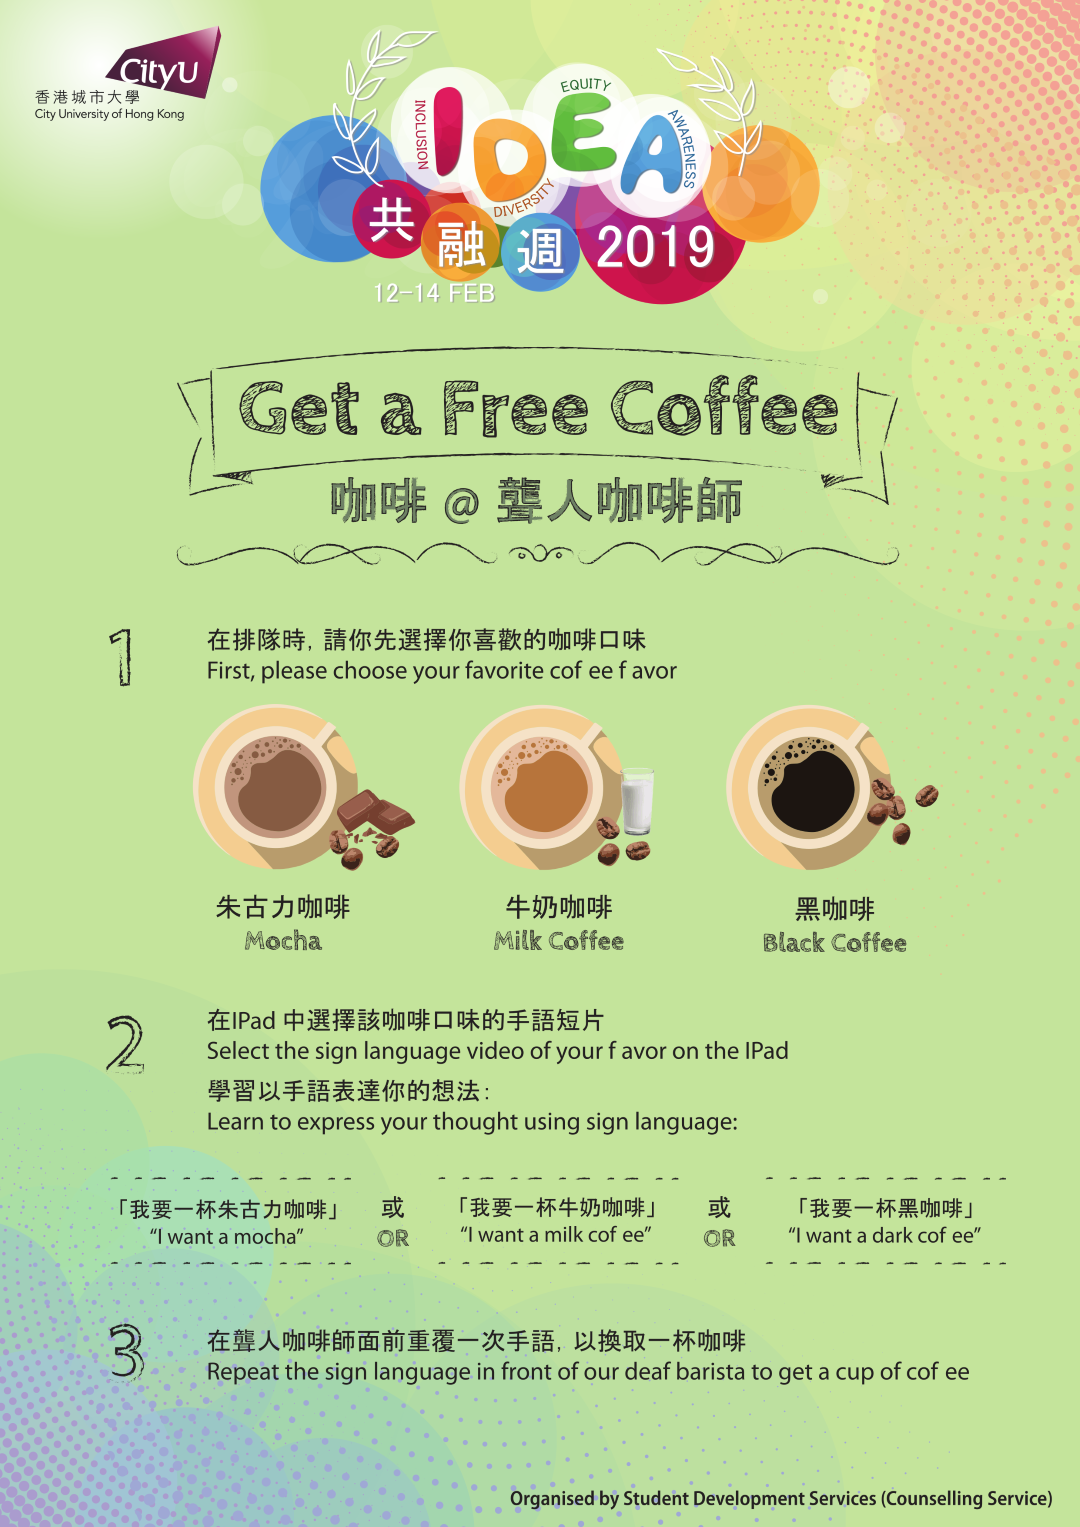 CityU
香港城市大學
City University of Hong Kong
INCLUSION
DIVERSITY
EQUITY
AWARENESS
IDEA
共融週 2019
12-14 FEB
Get a Free Coffee
咖啡 @ 聾人咖啡師
1
在排隊時，請你先選擇你喜歡的咖啡口味
First, please choose your favorite cof ee f avor
朱古力咖啡
Mocha
牛奶咖啡
Milk Coffee
黑咖啡
Black Coffee
2
在IPad 中選擇該咖啡口味的手語短片
Select the sign language video of your f avor on the IPad
學習以手語表達你的想法：
Learn to express your thought using sign language:
「我要一杯朱古力咖啡」
“I want a mocha”
或
OR
「我要一杯牛奶咖啡」
“I want a milk cof ee”
或
OR
「我要一杯黑咖啡」
“I want a dark cof ee”
3
在聾人咖啡師面前重覆一次手語，以換取一杯咖啡
Repeat the sign language in front of our deaf barista to get a cup of cof ee
Organised by Student Development Services (Counselling Service)